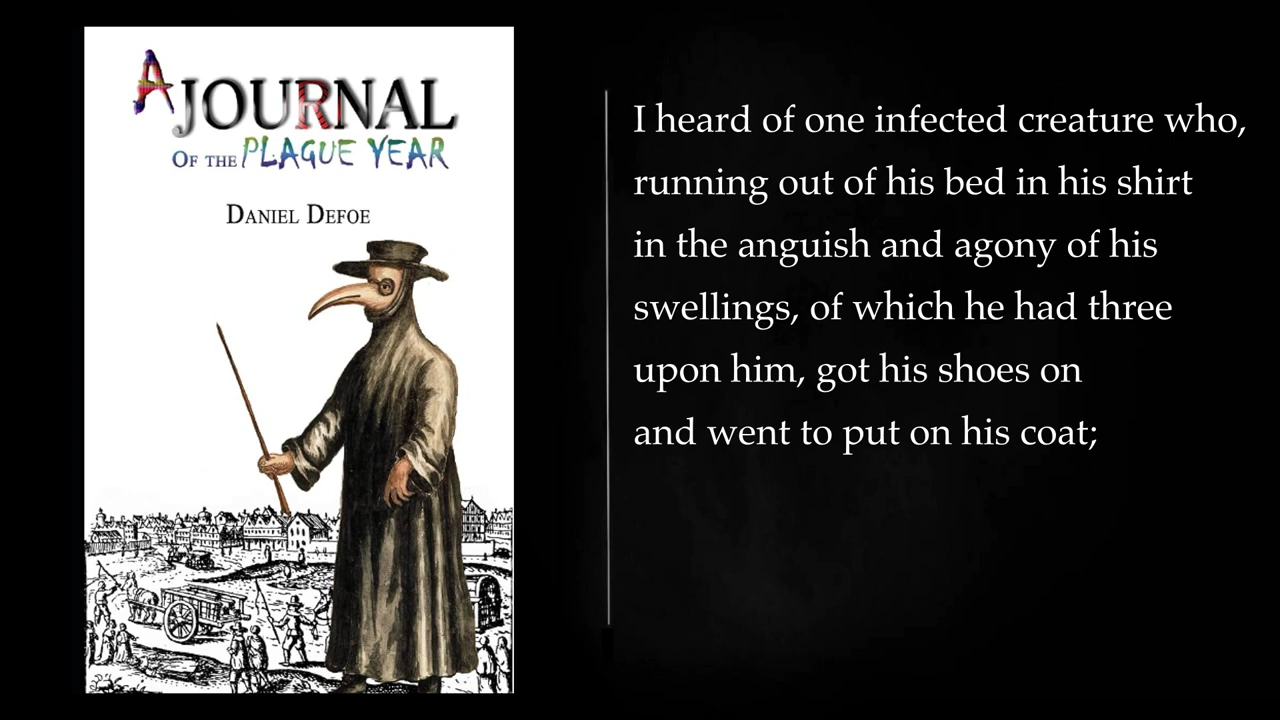 A JOURNAL
OF THE PLAGUE YEAR
DANIEL DEFOE
I heard of one infected creature who,
running out of his bed in his shirt
in the anguish and agony of his
swellings, of which he had three
upon him, got his shoes on
and went to put on his coat;